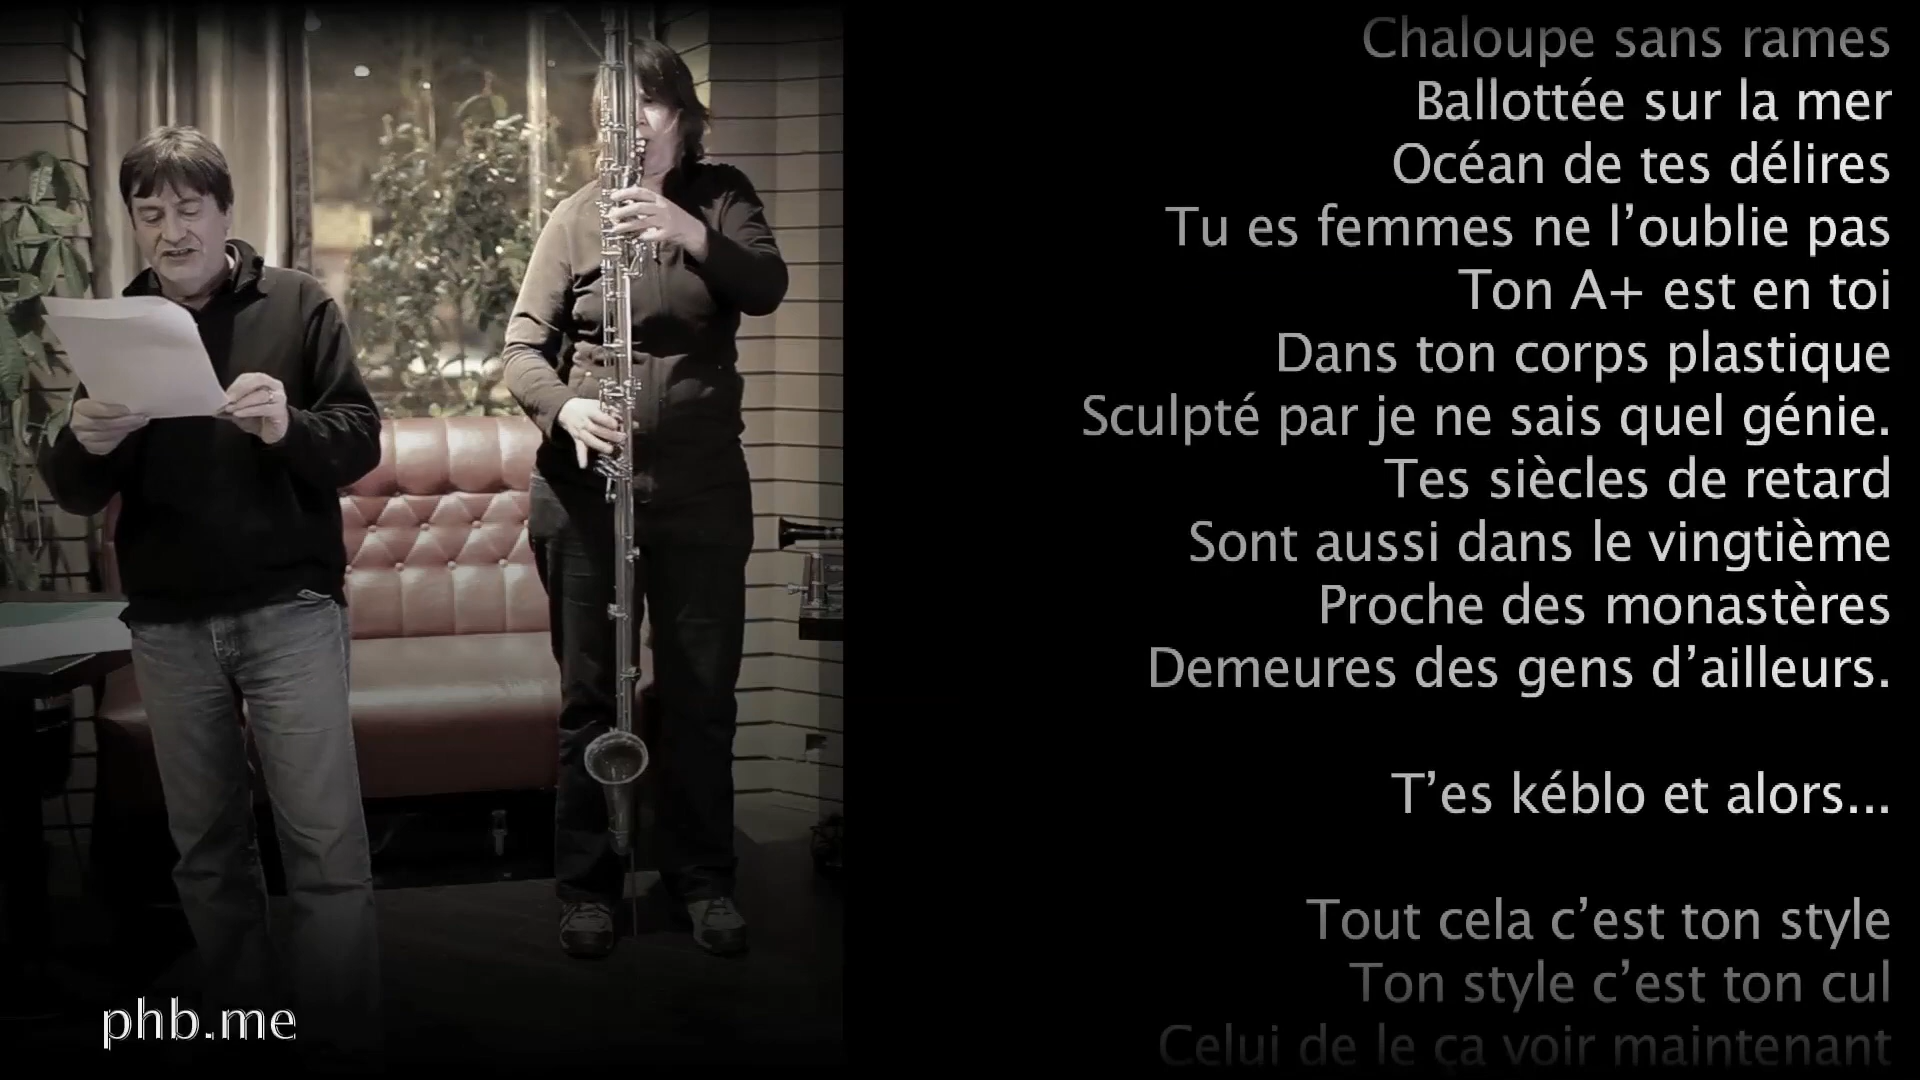 Chaloupe sans rames
Ballottée sur la mer
Océan de tes délires
Tu es femmes ne l’oublie pas
Ton A+ est en toi
Dans ton corps plastique
Sculpté par je ne sais quel génie.
Tes siècles de retard
Sont aussi dans le vingtième
Proche des monastères
Demeures des gens d’ailleurs.
T’es kéblo et alors...
Tout cela c’est ton style
Ton style c’est ton cul
Celui de le ça voir maintenant
phb.me